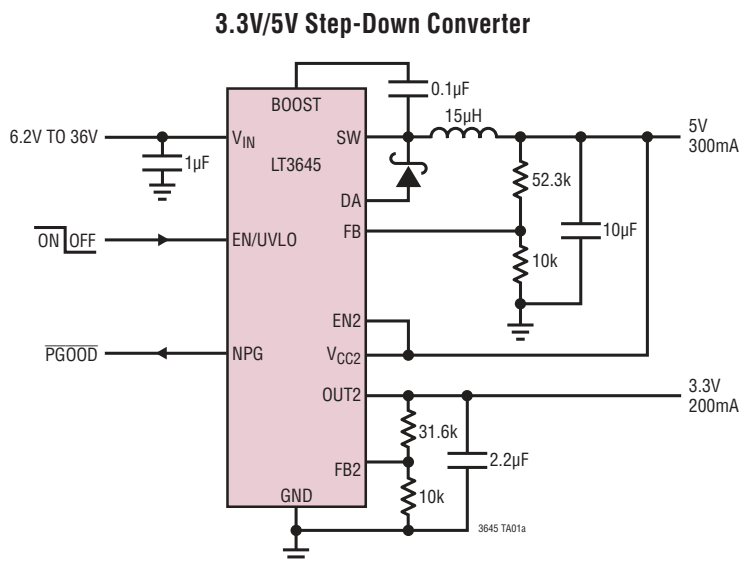 3.3V/5V Step-Down Converter
BOOST
0.1µF
15µH
6.2V TO 36V
VIN
SW
5V
300mA
1µF
LT3645
52.3k
DA
ON OFF
EN/UVLO
FB
10µF
10k
EN2
PGOOD
NPG
VCC2
OUT2
3.3V
200mA
31.6k
FB2
2.2µF
10k
GND
3645 TA01a